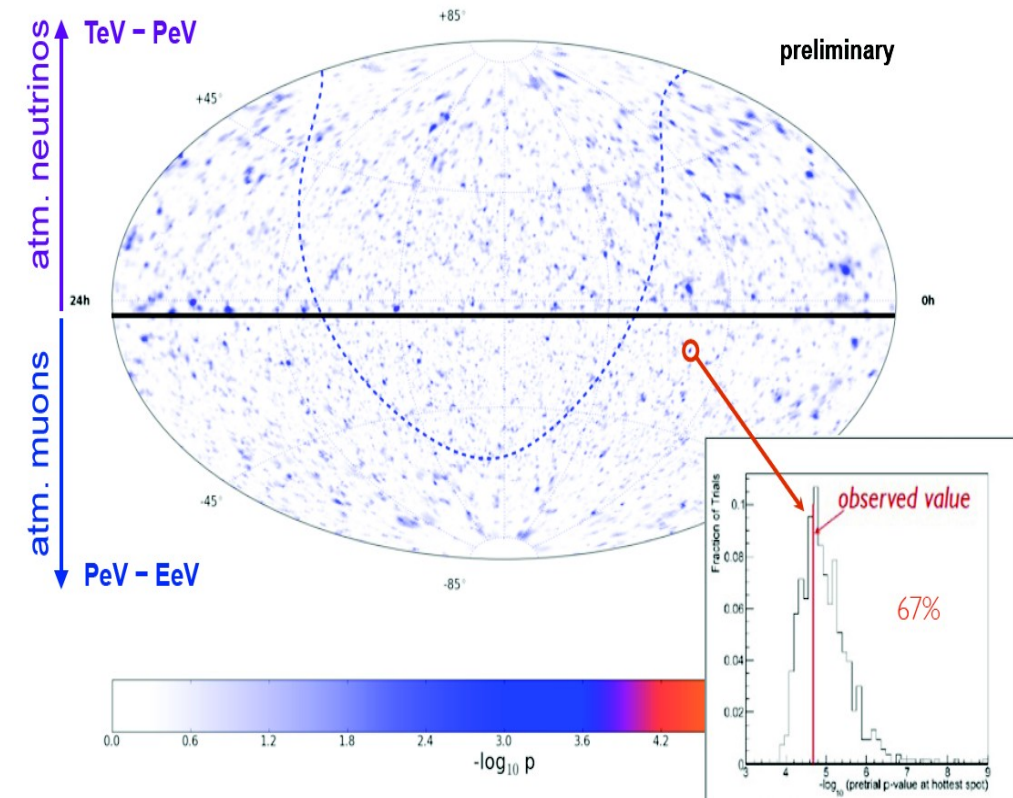 TeV – PeV
+85°
preliminary
atm. neutrinos
+45°
24h
0h
atm. muons
-45°
PeV – EeV
-85°
0.0 0.6 1.2 1.8 2.4 3.0 3.6 4.2
-log₁₀ p
Fraction of Trials
0.1
0.08
0.06
0.04
0.02
0
observed value
67%
3 4 5 6 7 8 9
-log₁₀ (pretrial p-value at hottest spot)